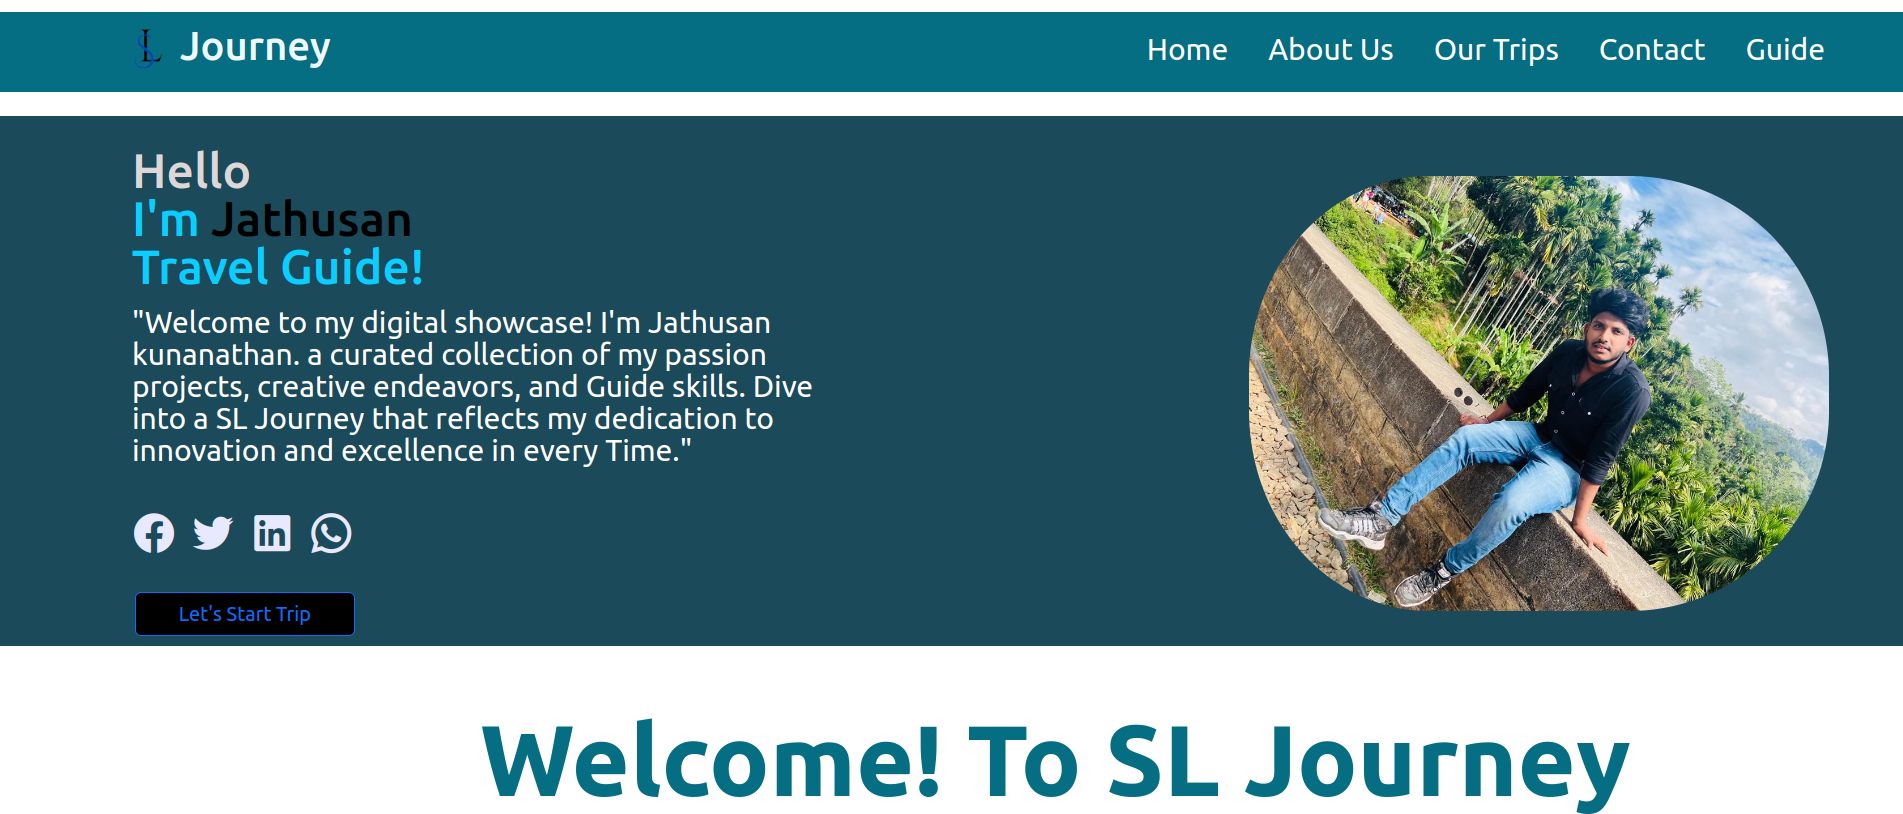 SL Journey
Home About Us Our Trips Contact Guide
Hello
I'm Jathusan
Travel Guide!
"Welcome to my digital showcase! I'm Jathusan
kunanathan. a curated collection of my passion
projects, creative endeavors, and Guide skills. Dive
into a SL Journey that reflects my dedication to
innovation and excellence in every Time."
Let's Start Trip
Welcome! To SL Journey